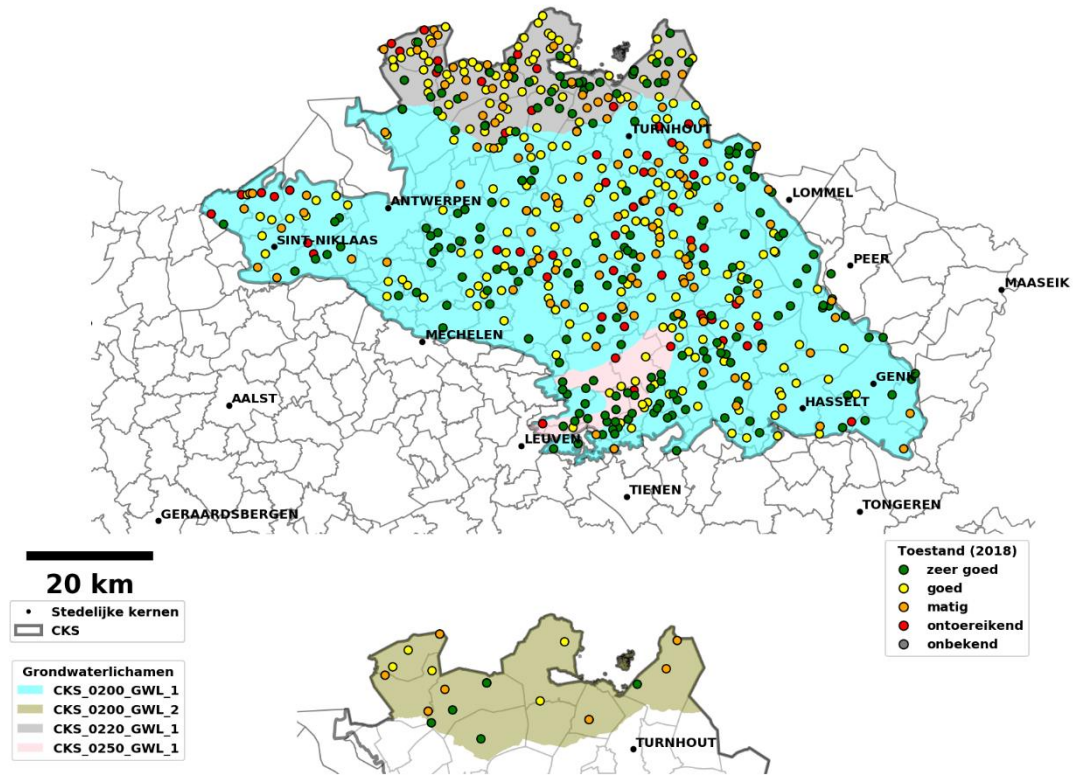 TURNHOUT
LOMMEL
ANTWERPEN
SINT-NIKLAAS
PEER
MAASEIK
MECHELEN
GENK
AALST
HASSELT
LEUVEN
TIENEN
TONGEREN
GERAARDSBERGEN
20 km
Stedelijke kernen
CKS
Toestand (2018)
zeer goed
goed
matig
ontoereikend
onbekend
Grondwaterlichamen
CKS_0200_GWL_1
CKS_0200_GWL_2
CKS_0220_GWL_1
CKS_0250_GWL_1
TURNHOUT